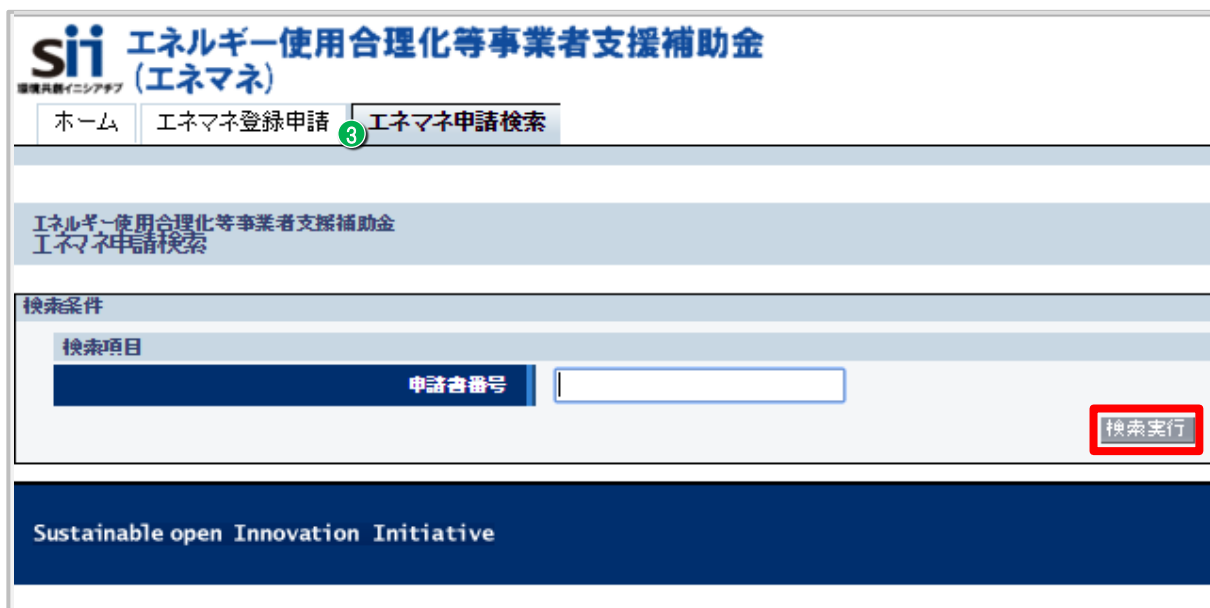 sii エネルギー使用合理化等事業者支援補助金
環境共創イニシアチブ (エネマネ)
ホーム エネマネ登録申請 3 エネマネ申請検索
エネルギー使用合理化等事業者支援補助金
エネマネ申請検索
検索条件
検索項目
申請書番号
検索実行
Sustainable open Innovation Initiative